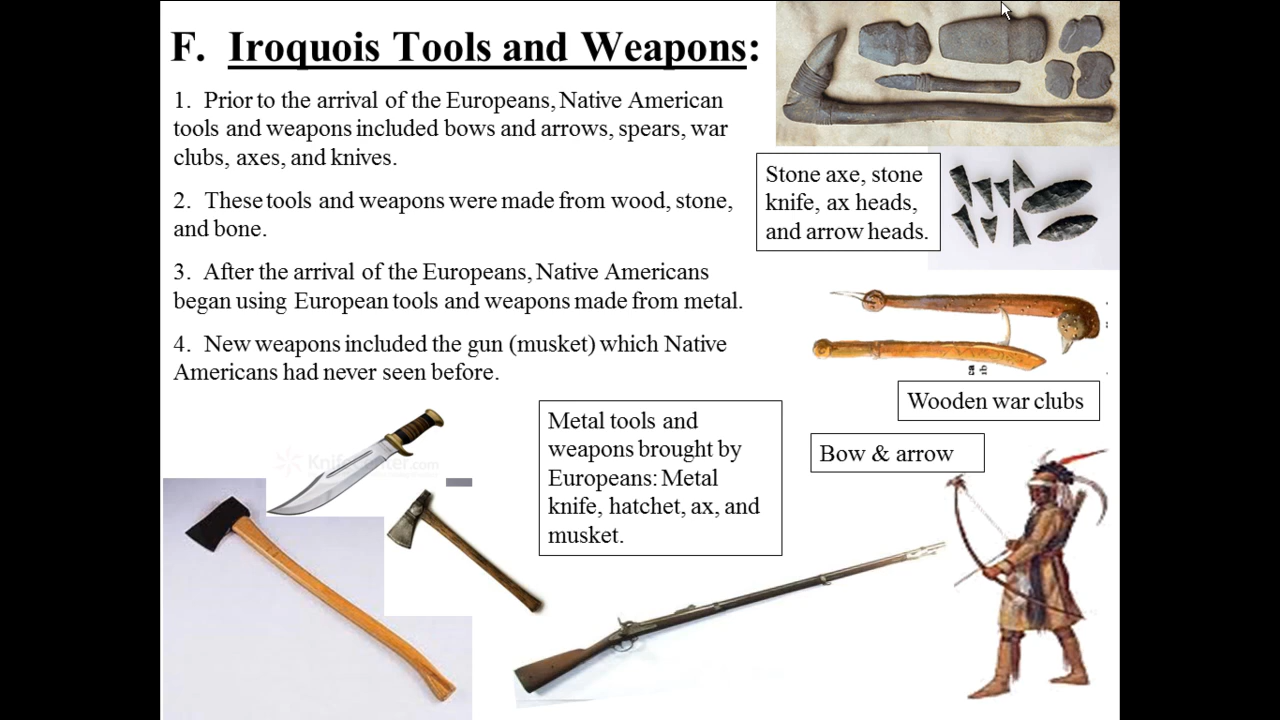 F. Iroquois Tools and Weapons:
1. Prior to the arrival of the Europeans, Native American
tools and weapons included bows and arrows, spears, war
clubs, axes, and knives.
2. These tools and weapons were made from wood, stone,
and bone.
3. After the arrival of the Europeans, Native Americans
began using European tools and weapons made from metal.
4. New weapons included the gun (musket) which Native
Americans had never seen before.
Stone axe, stone
knife, ax heads,
and arrow heads.
Wooden war clubs
Bow & arrow
Metal tools and
weapons brought by
Europeans: Metal
knife, hatchet, ax, and
musket.
KnifeCenter.com